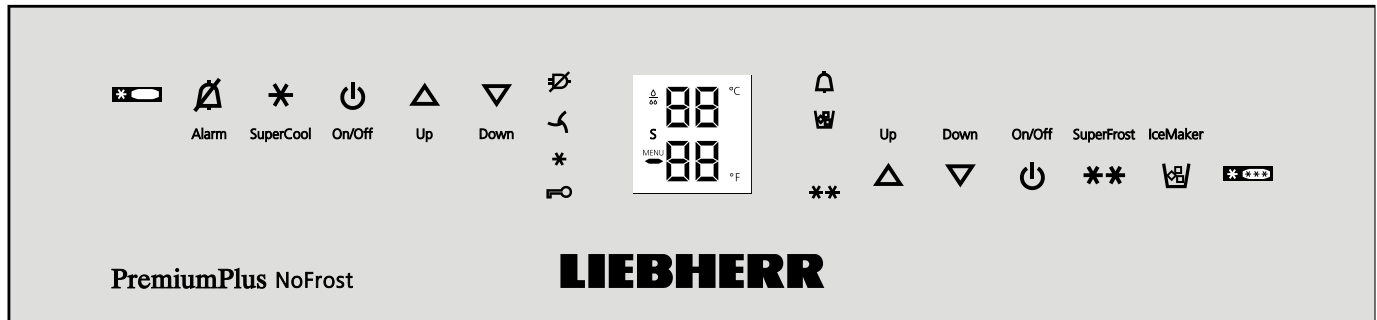 Alarm SuperCool On/Off Up Down
88 °C
S
MENU
88 °F
Up Down On/Off SuperFrost IceMaker
PremiumPlus NoFrost
LIEBHERR